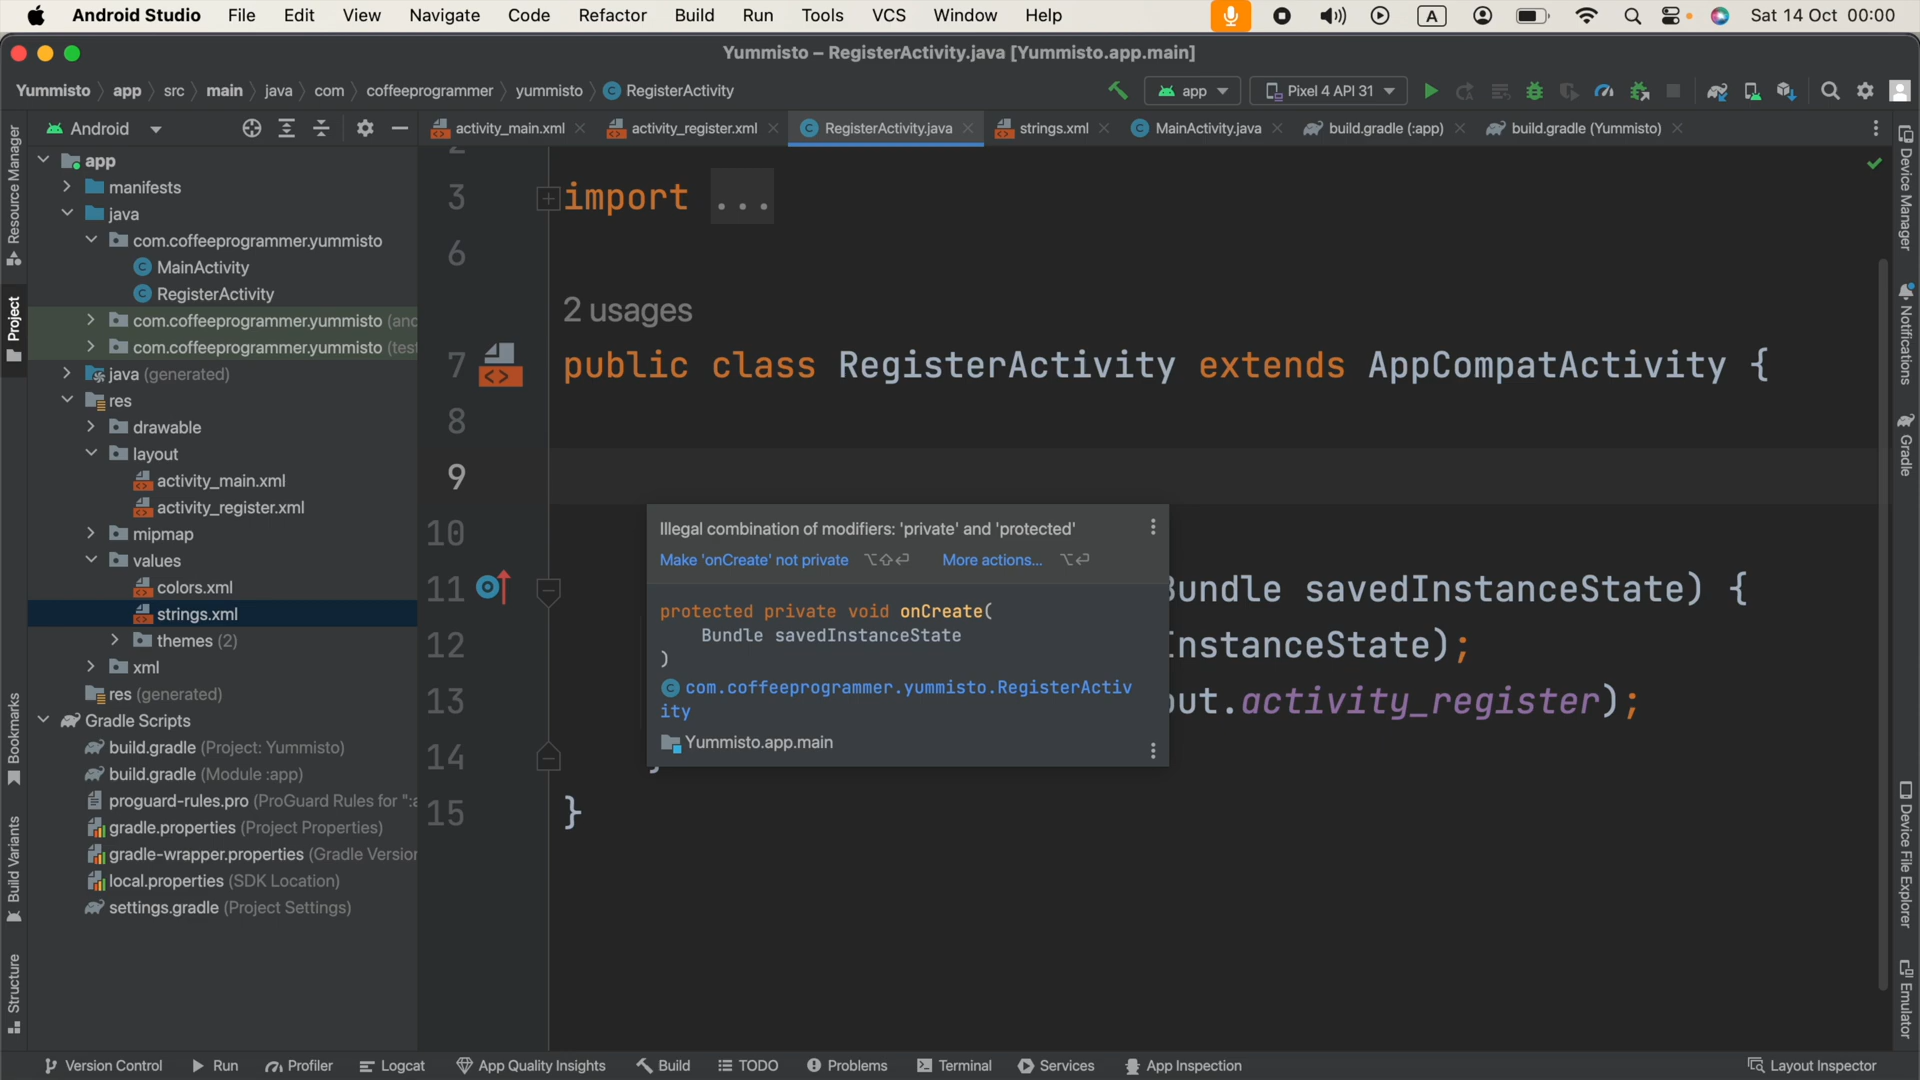 Android Studio File Edit View Navigate Code Refactor Build Run Tools VCS Window Help A Sat 14 Oct 00:00
Yummisto – RegisterActivity.java [Yummisto.app.main]
Yummisto app src main java com coffeeprogrammer yummisto RegisterActivity app Pixel 4 API 31
Android activity_main.xml activity_register.xml RegisterActivity.java strings.xml MainActivity.java build.gradle (:app) build.gradle (Yummisto)
Resource Manager
Project
Bookmarks
Build Variants
Structure
app
manifests
java
com.coffeeprogrammer.yummisto
MainActivity
RegisterActivity
com.coffeeprogrammer.yummisto (and
com.coffeeprogrammer.yummisto (test
java (generated)
res
drawable
layout
activity_main.xml
activity_register.xml
mipmap
values
colors.xml
strings.xml
themes (2)
xml
res (generated)
Gradle Scripts
build.gradle (Project: Yummisto)
build.gradle (Module :app)
proguard-rules.pro (ProGuard Rules for ":a
gradle.properties (Project Properties)
gradle-wrapper.properties (Gradle Version
local.properties (SDK Location)
settings.gradle (Project Settings)
3 import ...
6
2 usages
7 public class RegisterActivity extends AppCompatActivity {
8
9
10
11 Bundle savedInstanceState) {
12 InstanceState);
13 out.activity_register);
14 }
15 }
Illegal combination of modifiers: 'private' and 'protected'
Make 'onCreate' not private ⌥⇧⏎ More actions... ⌥⏎
protected private void onCreate(
Bundle savedInstanceState
)
com.coffeeprogrammer.yummisto.RegisterActiv
ity
Yummisto.app.main
Device Manager
Notifications
Gradle
Device File Explorer
Emulator
Version Control Run Profiler Logcat App Quality Insights Build TODO Problems Terminal Services App Inspection Layout Inspector